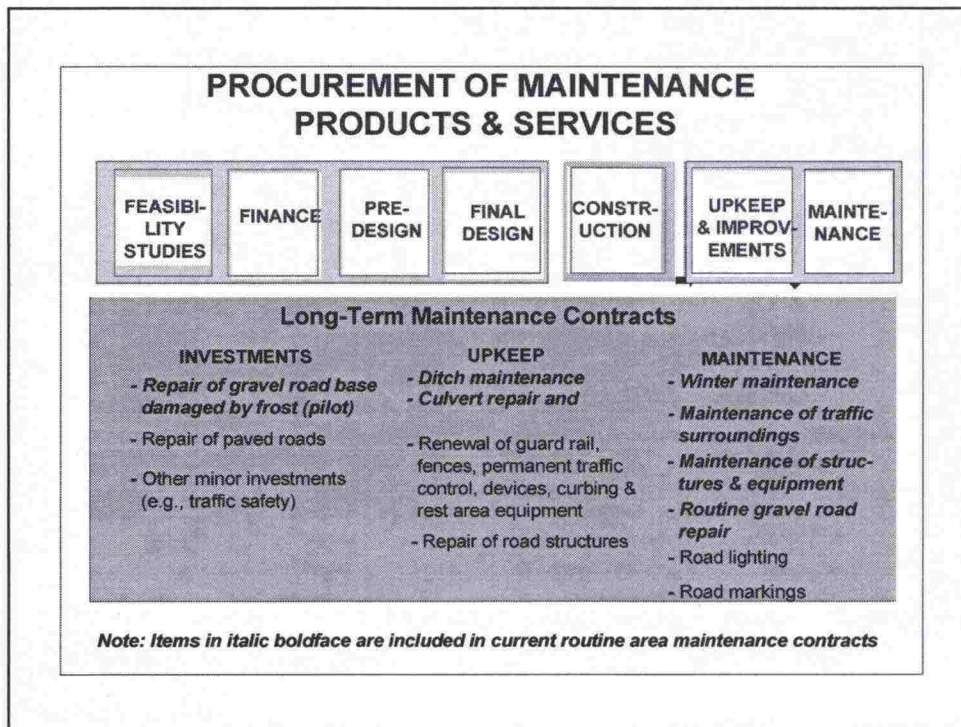 PROCUREMENT OF MAINTENANCE
PRODUCTS & SERVICES
FEASIBI-
LITY
STUDIES
FINANCE
PRE-
DESIGN
FINAL
DESIGN
CONSTR-
UCTION
UPKEEP
& IMPROV-
EMENTS
MAINTE-
NANCE
Long-Term Maintenance Contracts
INVESTMENTS
- Repair of gravel road base
damaged by frost (pilot)
- Repair of paved roads
- Other minor investments
(e.g., traffic safety)
UPKEEP
- Ditch maintenance
- Culvert repair and
- Renewal of guard rail,
fences, permanent traffic
control, devices, curbing &
rest area equipment
- Repair of road structures
MAINTENANCE
- Winter maintenance
- Maintenance of traffic
surroundings
- Maintenance of struc-
tures & equipment
- Routine gravel road
repair
- Road lighting
- Road markings
Note: Items in italic boldface are included in current routine area maintenance contracts